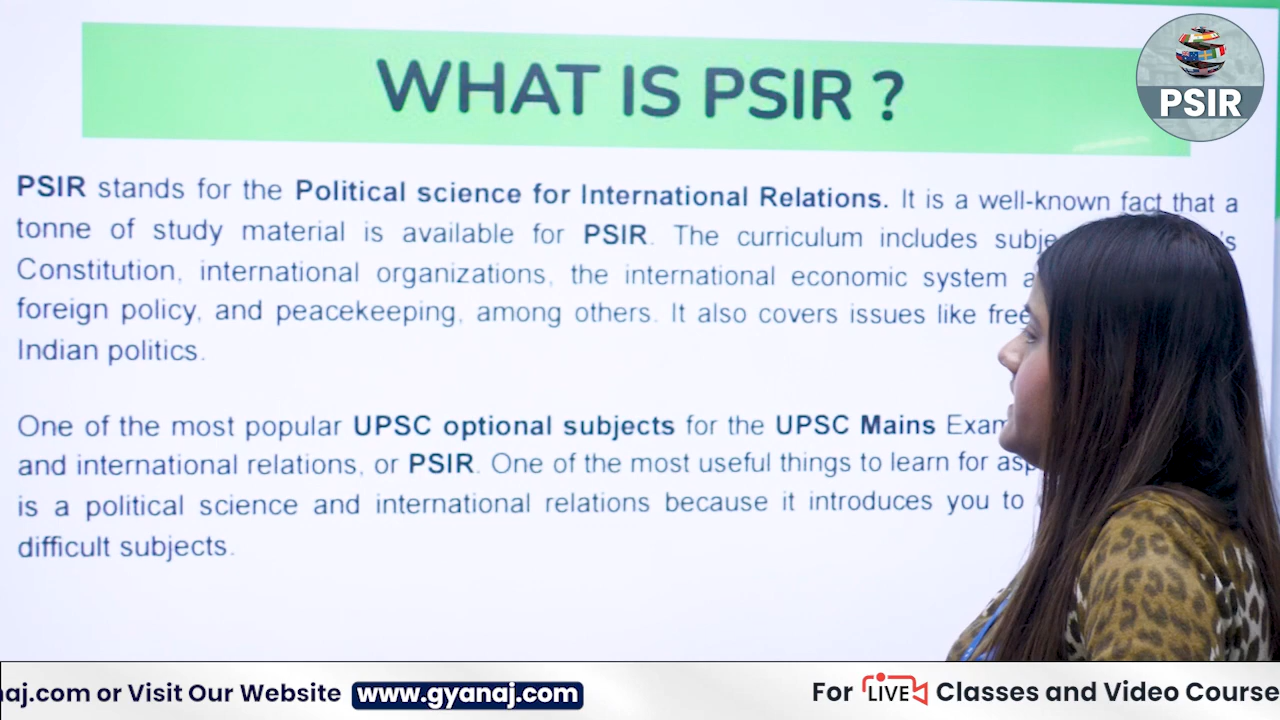 WHAT IS PSIR ?
PSIR
PSIR stands for the Political science for International Relations. It is a well-known fact that a
tonne of study material is available for PSIR. The curriculum includes
Constitution, international organizations, the international economic system
foreign policy, and peacekeeping, among others. It also covers issues like
Indian politics.
One of the most popular UPSC optional subjects for the UPSC Mains
and international relations, or PSIR. One of the most useful things to learn for
is a political science and international relations because it introduces you to
difficult subjects.
naj.com or Visit Our Website www.gyanaj.com
For LIVE Classes and Video Course